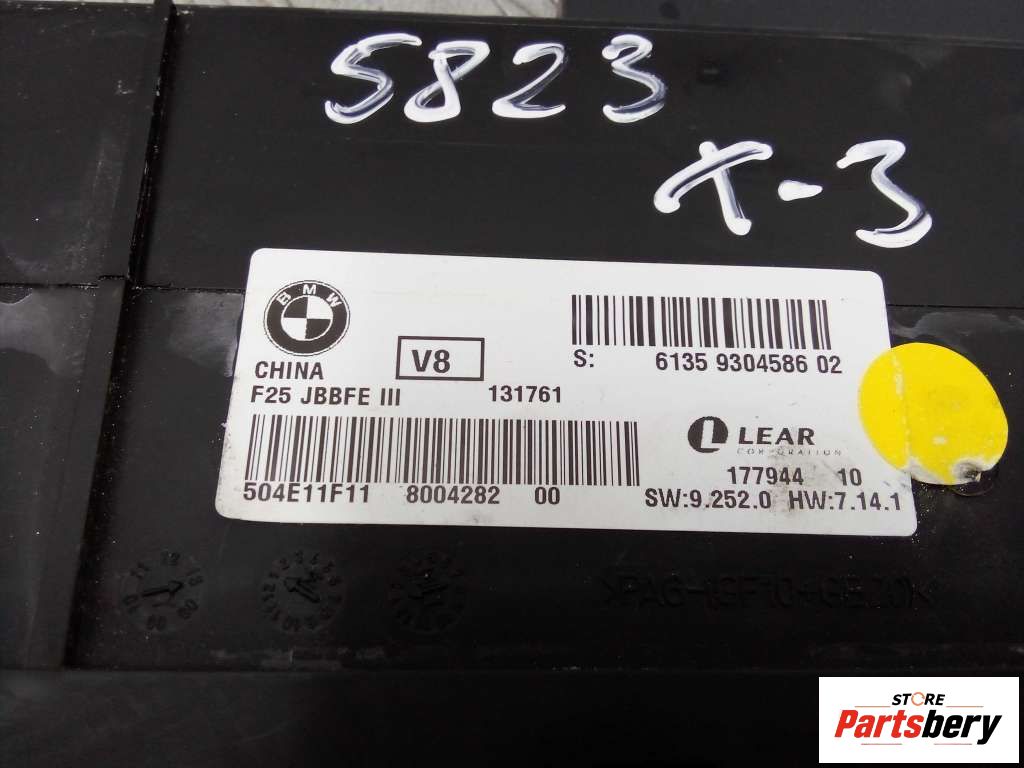 5823
X-3
BMW
CHINA
V8
S: 6135 9304586 02
F25 JBBFE III 131761
LEAR
CORPORATION
177944 10
504E11F11 8004282 00
SW:9.252.0 HW:7.14.1
STORE
Partsbery